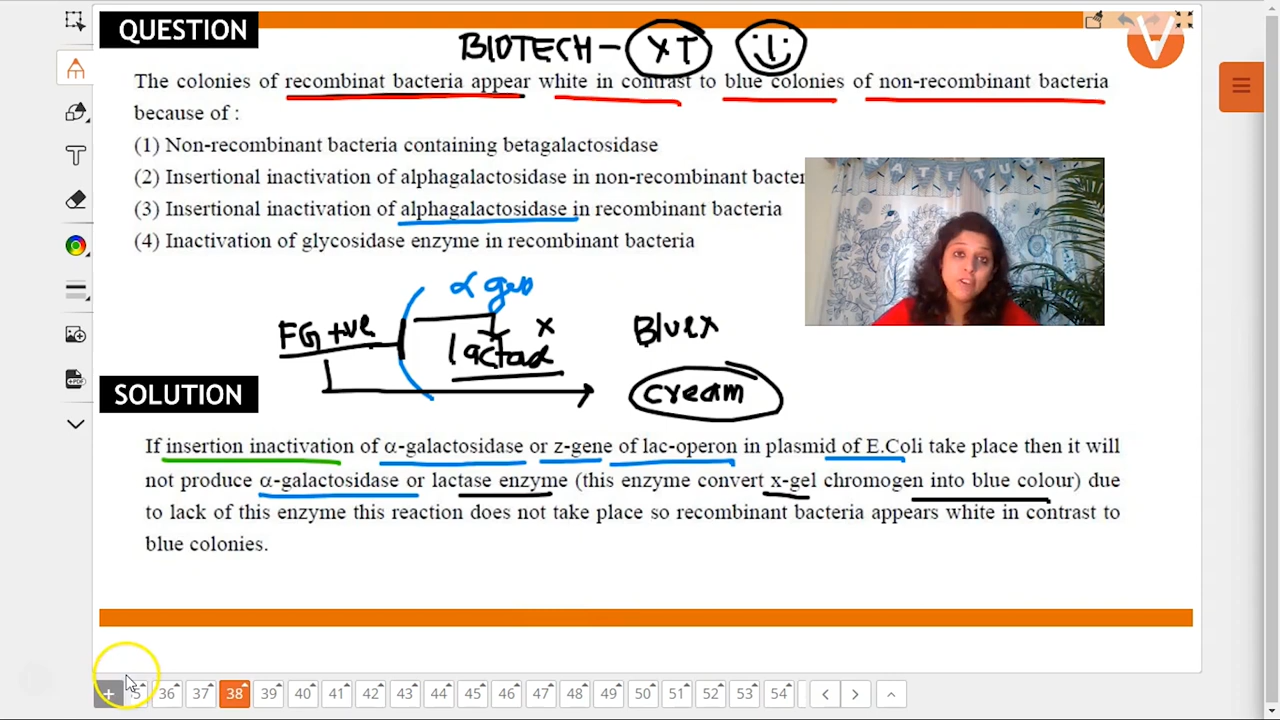 QUESTION
BIOTECH - XT
The colonies of recombinat bacteria appear white in contrast to blue colonies of non-recombinant bacteria
because of :
(1) Non-recombinant bacteria containing betagalactosidase
(2) Insertional inactivation of alphagalactosidase in non-recombinant bacter
(3) Insertional inactivation of alphagalactosidase in recombinant bacteria
(4) Inactivation of glycosidase enzyme in recombinant bacteria
FG +ve
x
Blue x
cream
SOLUTION
If insertion inactivation of α-galactosidase or z-gene of lac-operon in plasmid of E.Coli take place then it will
not produce α-galactosidase or lactase enzyme (this enzyme convert x-gel chromogen into blue colour) due
to lack of this enzyme this reaction does not take place so recombinant bacteria appears white in contrast to
blue colonies.
36 37 38 39 40 41 42 43 44 45 46 47 48 49 50 51 52 53 54